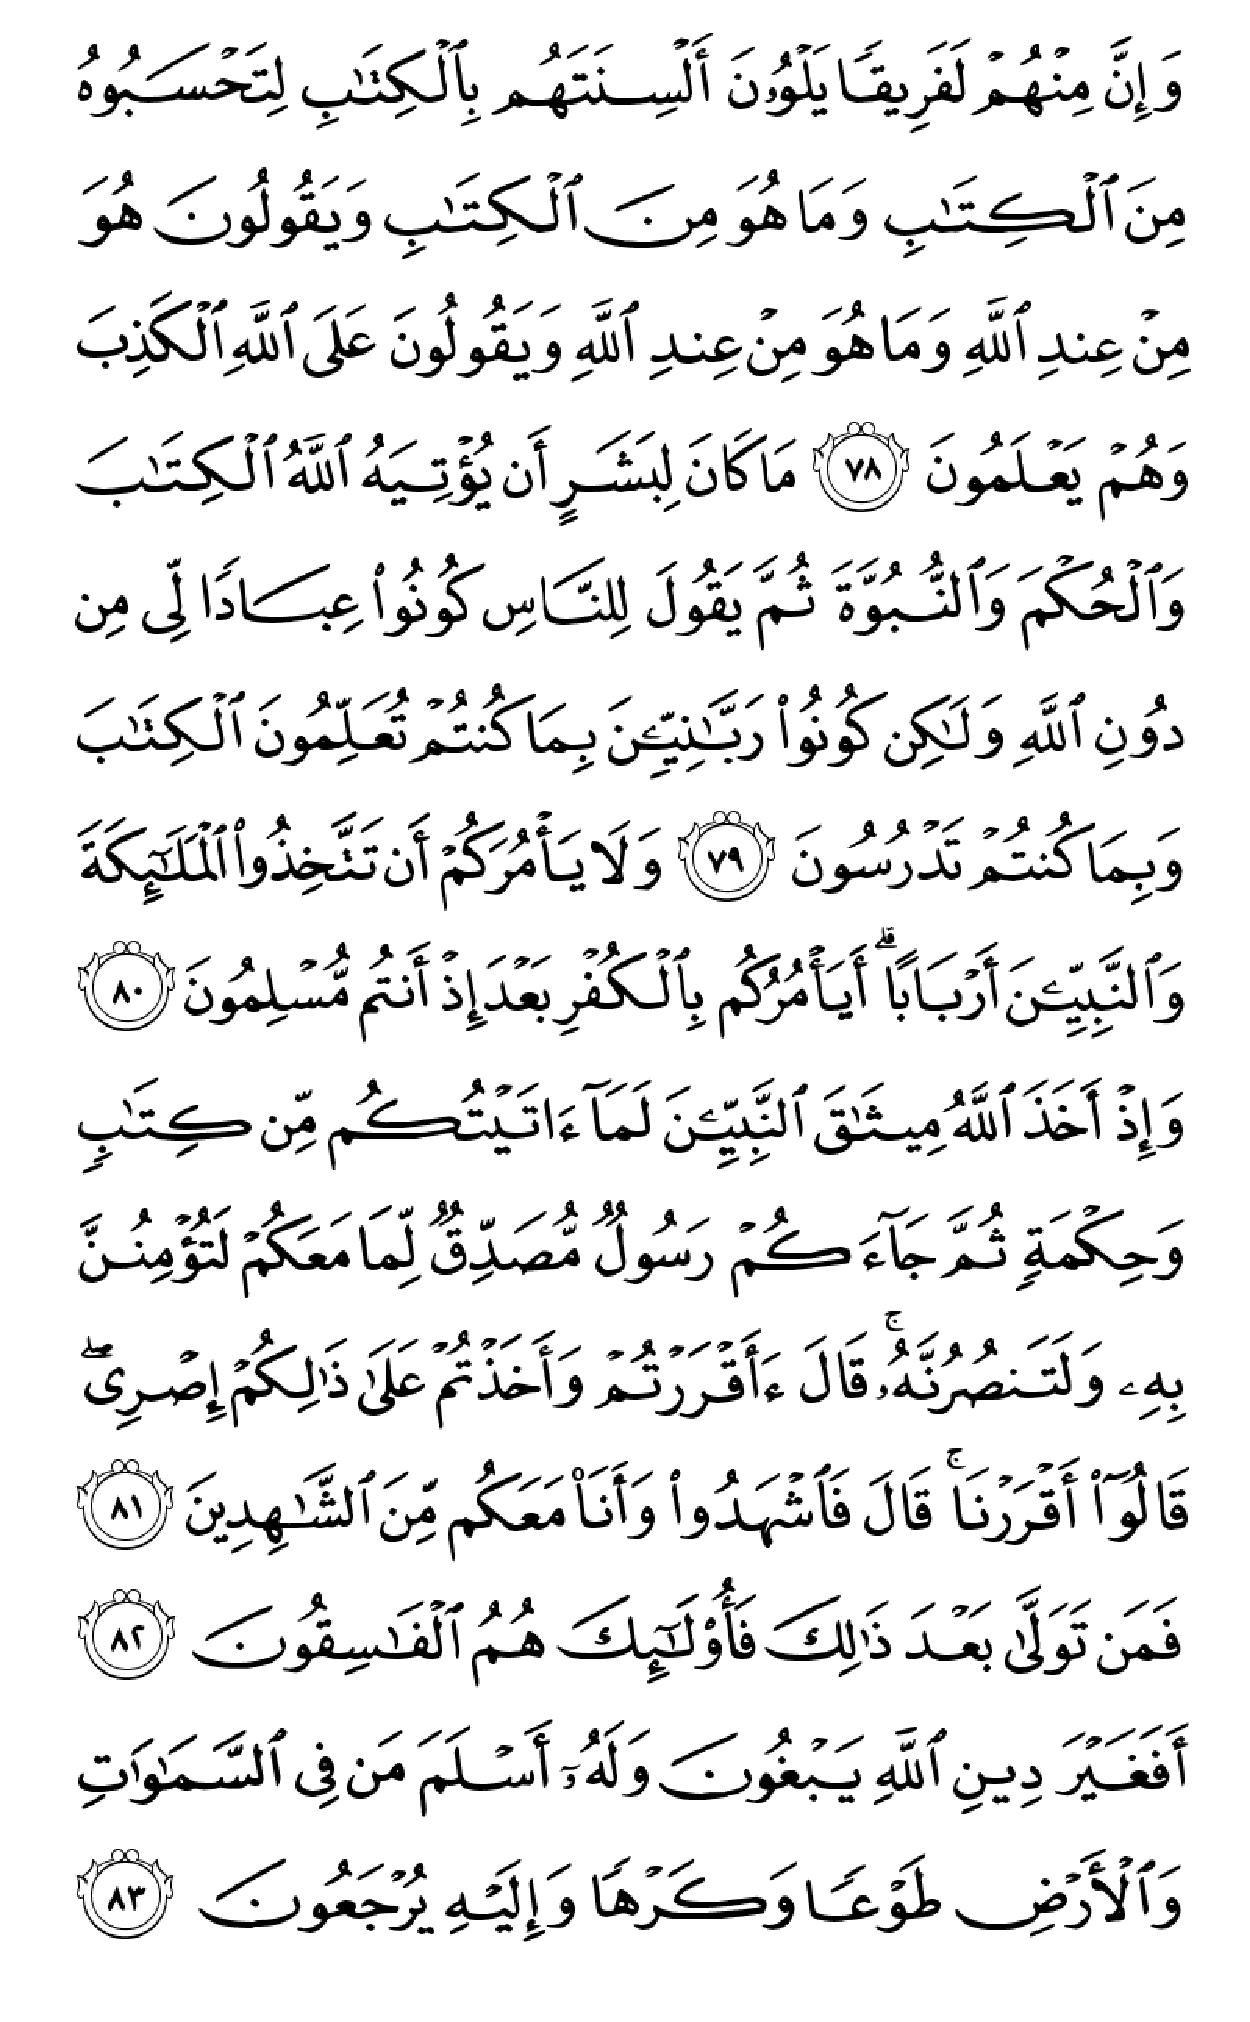 وَإِنَّ مِنْهُمْ لَفَرِيقًا يَلْوُۥنَ أَلْسِنَتَهُم بِٱلْكِتَٰبِ لِتَحْسَبُوهُ
مِنَ ٱلْكِتَٰبِ وَمَا هُوَ مِنَ ٱلْكِتَٰبِ وَيَقُولُونَ هُوَ
مِنْ عِندِ ٱللَّهِ وَمَا هُوَ مِنْ عِندِ ٱللَّهِ وَيَقُولُونَ عَلَى ٱللَّهِ ٱلْكَذِبَ
وَهُمْ يَعْلَمُونَ ٧٨ مَا كَانَ لِبَشَرٍ أَن يُؤْتِيَهُ ٱللَّهُ ٱلْكِتَٰبَ
وَٱلْحُكْمَ وَٱلنُّبُوَّةَ ثُمَّ يَقُولَ لِلنَّاسِ كُونُوا۟ عِبَادًا لِّى مِن
دُونِ ٱللَّهِ وَلَٰكِن كُونُوا۟ رَبَّٰنِيِّۦنَ بِمَا كُنتُمْ تُعَلِّمُونَ ٱلْكِتَٰبَ
وَبِمَا كُنتُمْ تَدْرُسُونَ ٧٩ وَلَا يَأْمُرَكُمْ أَن تَتَّخِذُوا۟ ٱلْمَلَٰٓئِكَةَ
وَٱلنَّبِيِّۦنَ أَرْبَابًا ۗ أَيَأْمُرُكُم بِٱلْكُفْرِ بَعْدَ إِذْ أَنتُم مُّسْلِمُونَ ٨٠
وَإِذْ أَخَذَ ٱللَّهُ مِيثَٰقَ ٱلنَّبِيِّۦنَ لَمَآ ءَاتَيْتُكُم مِّن كِتَٰبٍ
وَحِكْمَةٍ ثُمَّ جَآءَكُمْ رَسُولٌ مُّصَدِّقٌ لِّمَا مَعَكُمْ لَتُؤْمِنُنَّ
بِهِۦ وَلَتَنصُرُنَّهُۥ ۚ قَالَ ءَأَقْرَرْتُمْ وَأَخَذْتُمْ عَلَىٰ ذَٰلِكُمْ إِصْرِى ۖ
قَالُوٓا۟ أَقْرَرْنَا ۚ قَالَ فَٱشْهَدُوا۟ وَأَنَا۠ مَعَكُم مِّنَ ٱلشَّٰهِدِينَ ٨١
فَمَن تَوَلَّىٰ بَعْدَ ذَٰلِكَ فَأُو۟لَٰٓئِكَ هُمُ ٱلْفَٰسِقُونَ ٨٢
أَفَغَيْرَ دِينِ ٱللَّهِ يَبْغُونَ وَلَهُۥٓ أَسْلَمَ مَن فِى ٱلسَّمَٰوَٰتِ
وَٱلْأَرْضِ طَوْعًا وَكَرْهًا وَإِلَيْهِ يُرْجَعُونَ ٨٣